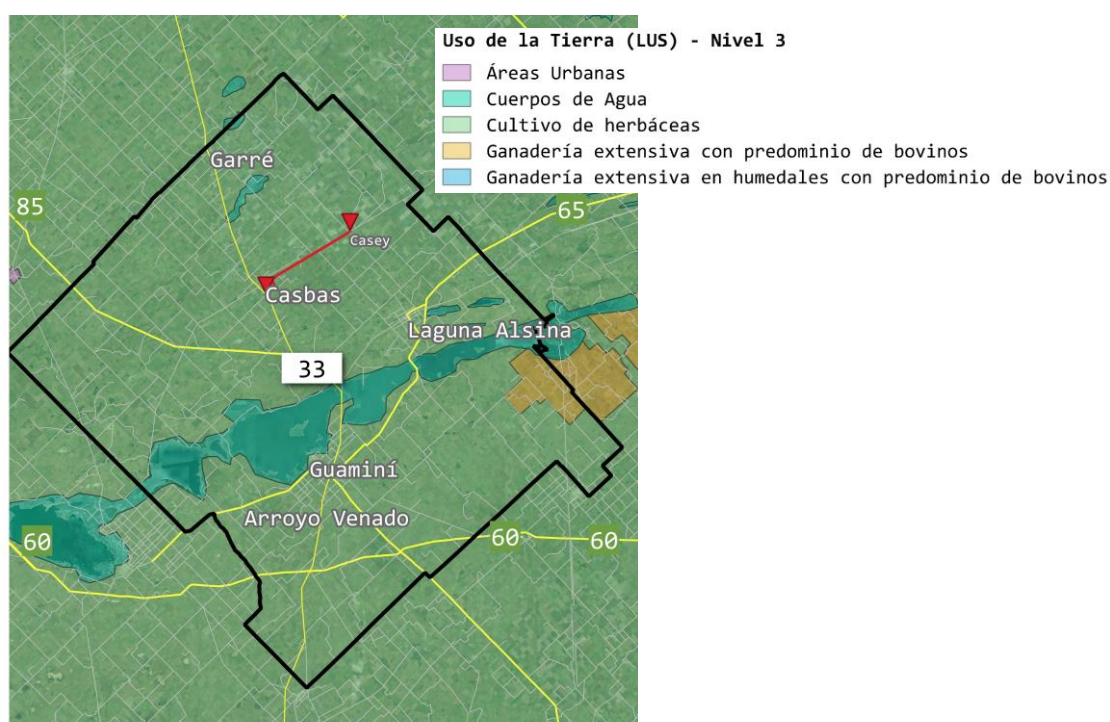 Uso de la Tierra (LUS) - Nivel 3
Áreas Urbanas
Cuerpos de Agua
Cultivo de herbáceas
Ganadería extensiva con predominio de bovinos
Ganadería extensiva en humedales con predominio de bovinos
Garré
85
65
Casey
Casbas
Laguna Alsina
33
Guaminí
Arroyo Venado
60
60
60